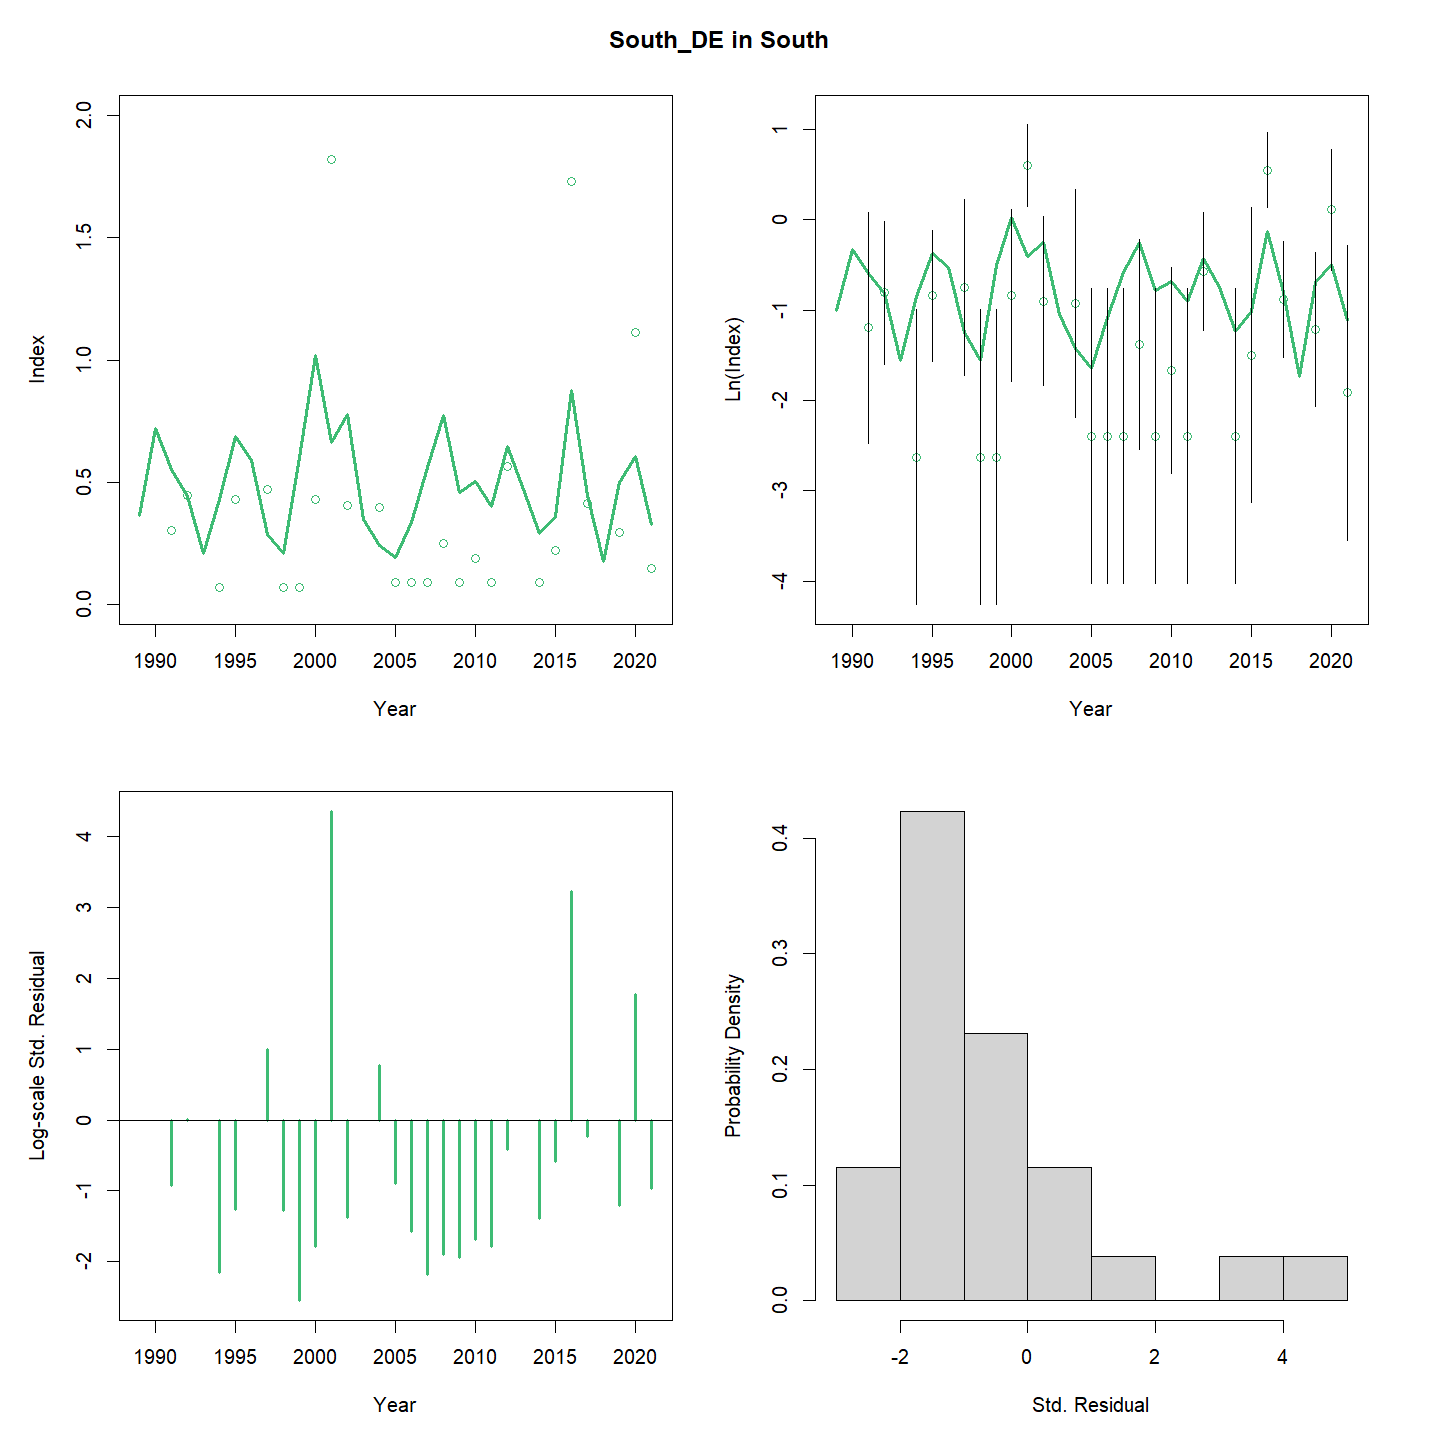 South_DE in South
Index
0.0 0.5 1.0 1.5 2.0
1990 1995 2000 2005 2010 2015 2020
Year
Ln(Index)
-4 -3 -2 -1 0 1
1990 1995 2000 2005 2010 2015 2020
Year
Log-scale Std. Residual
-2 -1 0 1 2 3 4
1990 1995 2000 2005 2010 2015 2020
Year
Probability Density
0.0 0.1 0.2 0.3 0.4
-2 0 2 4
Std. Residual